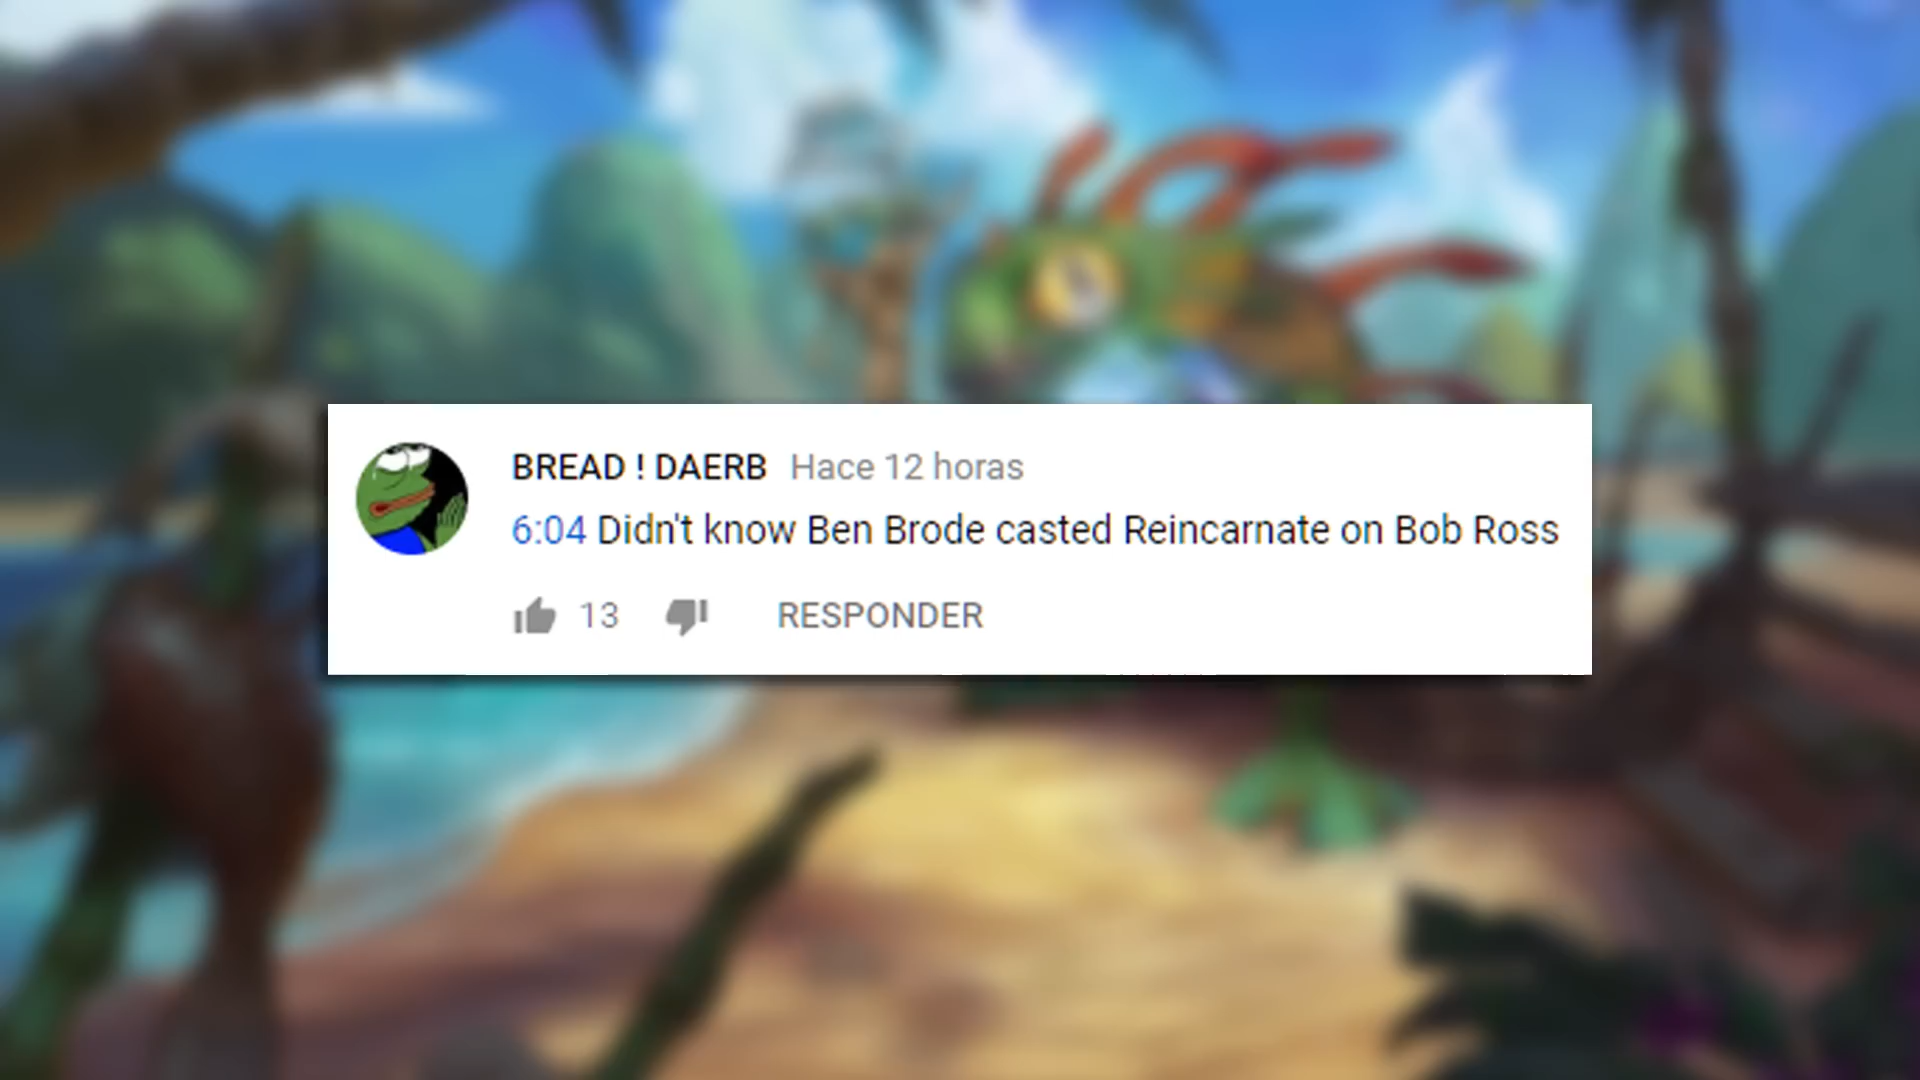 BREAD ! DAERB Hace 12 horas
6:04 Didn't know Ben Brode casted Reincarnate on Bob Ross
13 RESPONDER